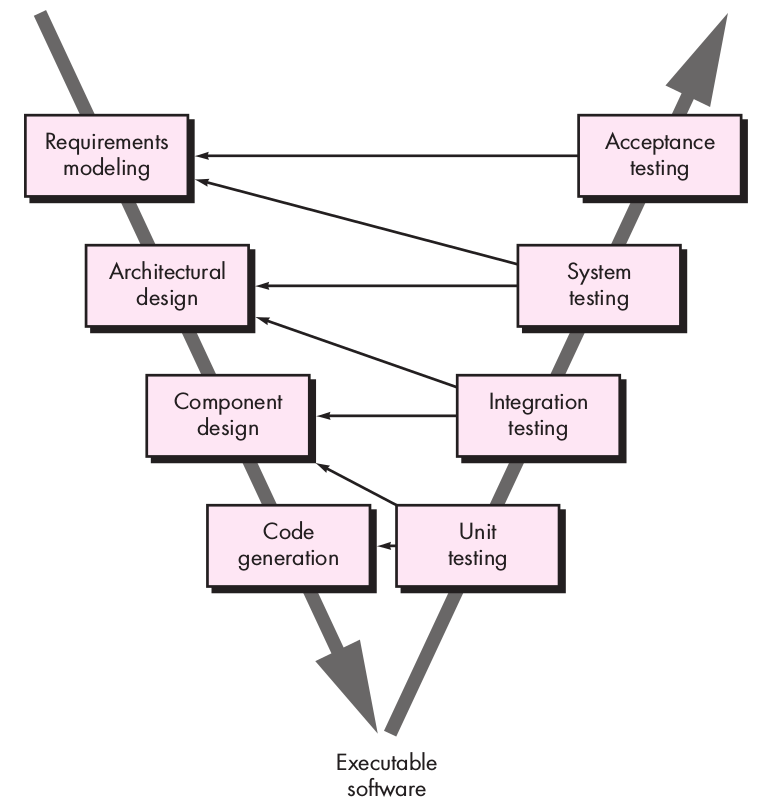 Requirements
modeling
Acceptance
testing
Architectural
design
System
testing
Component
design
Integration
testing
Code
generation
Unit
testing
Executable
software